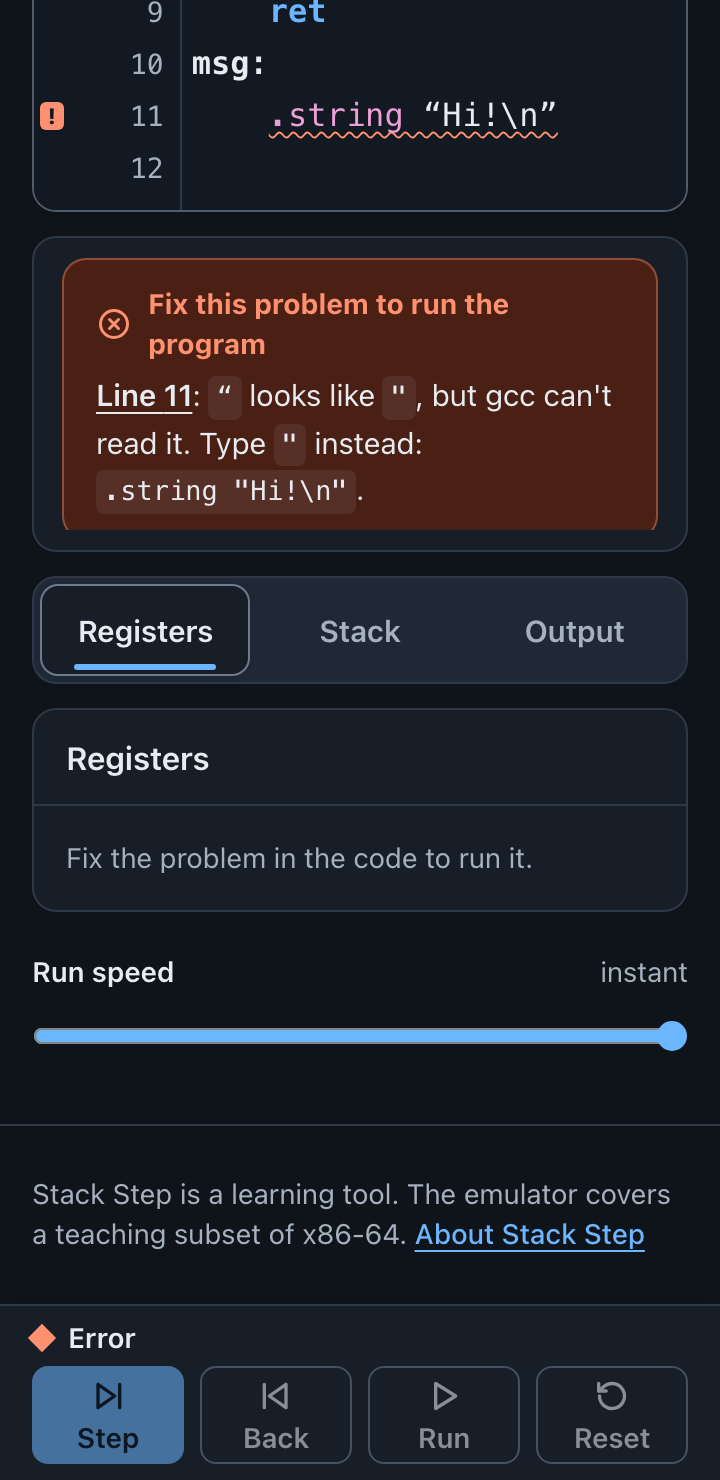 9 ret
10 msg:
! 11 .string “Hi!\n”
12
Fix this problem to run the
program
Line 11: “ looks like ", but gcc can't
read it. Type " instead:
.string "Hi!\n".
Registers Stack Output
Registers
Fix the problem in the code to run it.
Run speed instant
Stack Step is a learning tool. The emulator covers
a teaching subset of x86-64. About Stack Step
Error
Step Back Run Reset